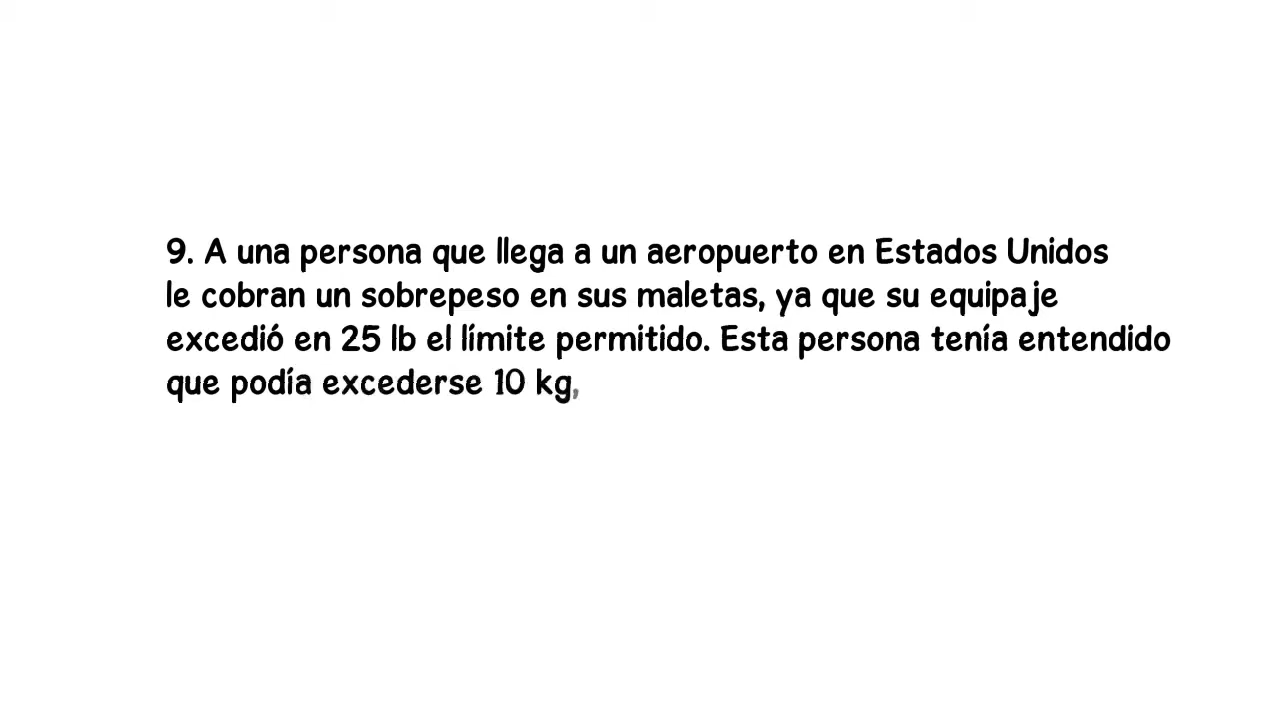 9. A una persona que llega a un aeropuerto en Estados Unidos
le cobran un sobrepeso en sus maletas, ya que su equipaje
excedió en 25 lb el límite permitido. Esta persona tenía entendido
que podía excederse 10 kg,